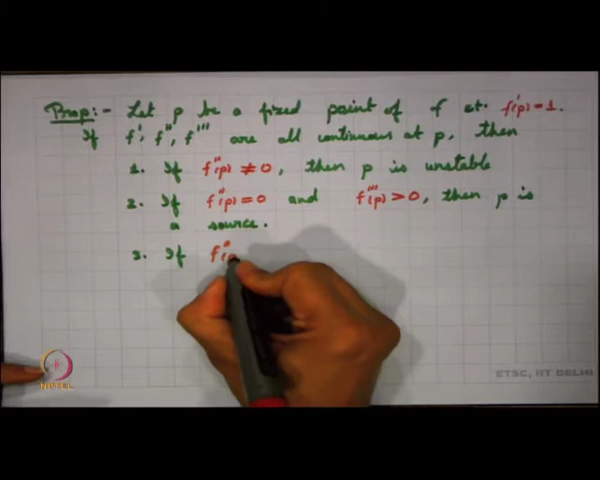 Prop:- Let p be a fixed point of f at. f'(p) = 1.
If f', f'', f''' are all continuous at p, then
1. If f''(p) ≠ 0, then p is unstable
2. If f''(p) = 0 and f'''(p) > 0, then p is
a source.
3. If f''(p
NPTEL
ETSC, IIT DELHI